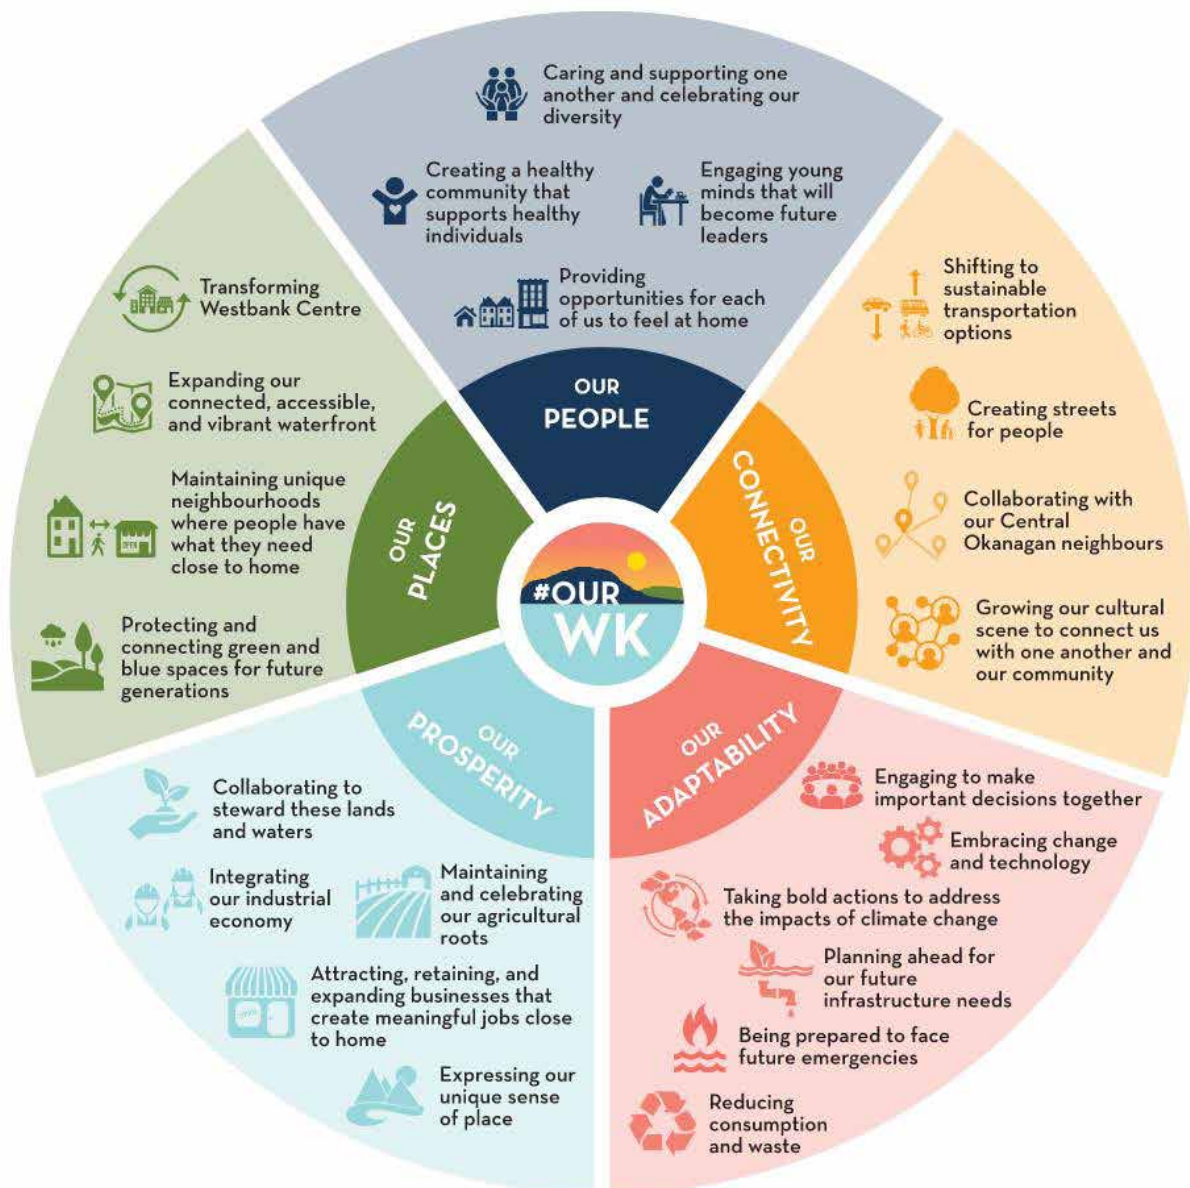 Caring and supporting one
another and celebrating our
diversity
Creating a healthy
community that
supports healthy
individuals
Engaging young
minds that will
become future
leaders
Providing
opportunities for each
of us to feel at home
OUR
PEOPLE
Shifting to
sustainable
transportation
options
Creating streets
for people
Collaborating with
our Central
Okanagan neighbours
Growing our cultural
scene to connect us
with one another and
our community
OUR
CONNECTIVITY
Engaging to make
important decisions together
Embracing change
and technology
Taking bold actions to address
the impacts of climate change
Planning ahead for
our future
infrastructure needs
Being prepared to face
future emergencies
Reducing
consumption
and waste
OUR
ADAPTABILITY
Collaborating to
steward these lands
and waters
Integrating
our industrial
economy
Maintaining
and celebrating
our agricultural
roots
Attracting, retaining, and
expanding businesses that
create meaningful jobs close
to home
OPEN
Expressing our
unique sense
of place
OUR
PROSPERITY
Transforming
Westbank Centre
Expanding our
connected, accessible,
and vibrant waterfront
Maintaining unique
neighbourhoods
where people have
what they need
close to home
OPEN
Protecting and
connecting green and
blue spaces for future
generations
OUR
PLACES
#OUR
WK